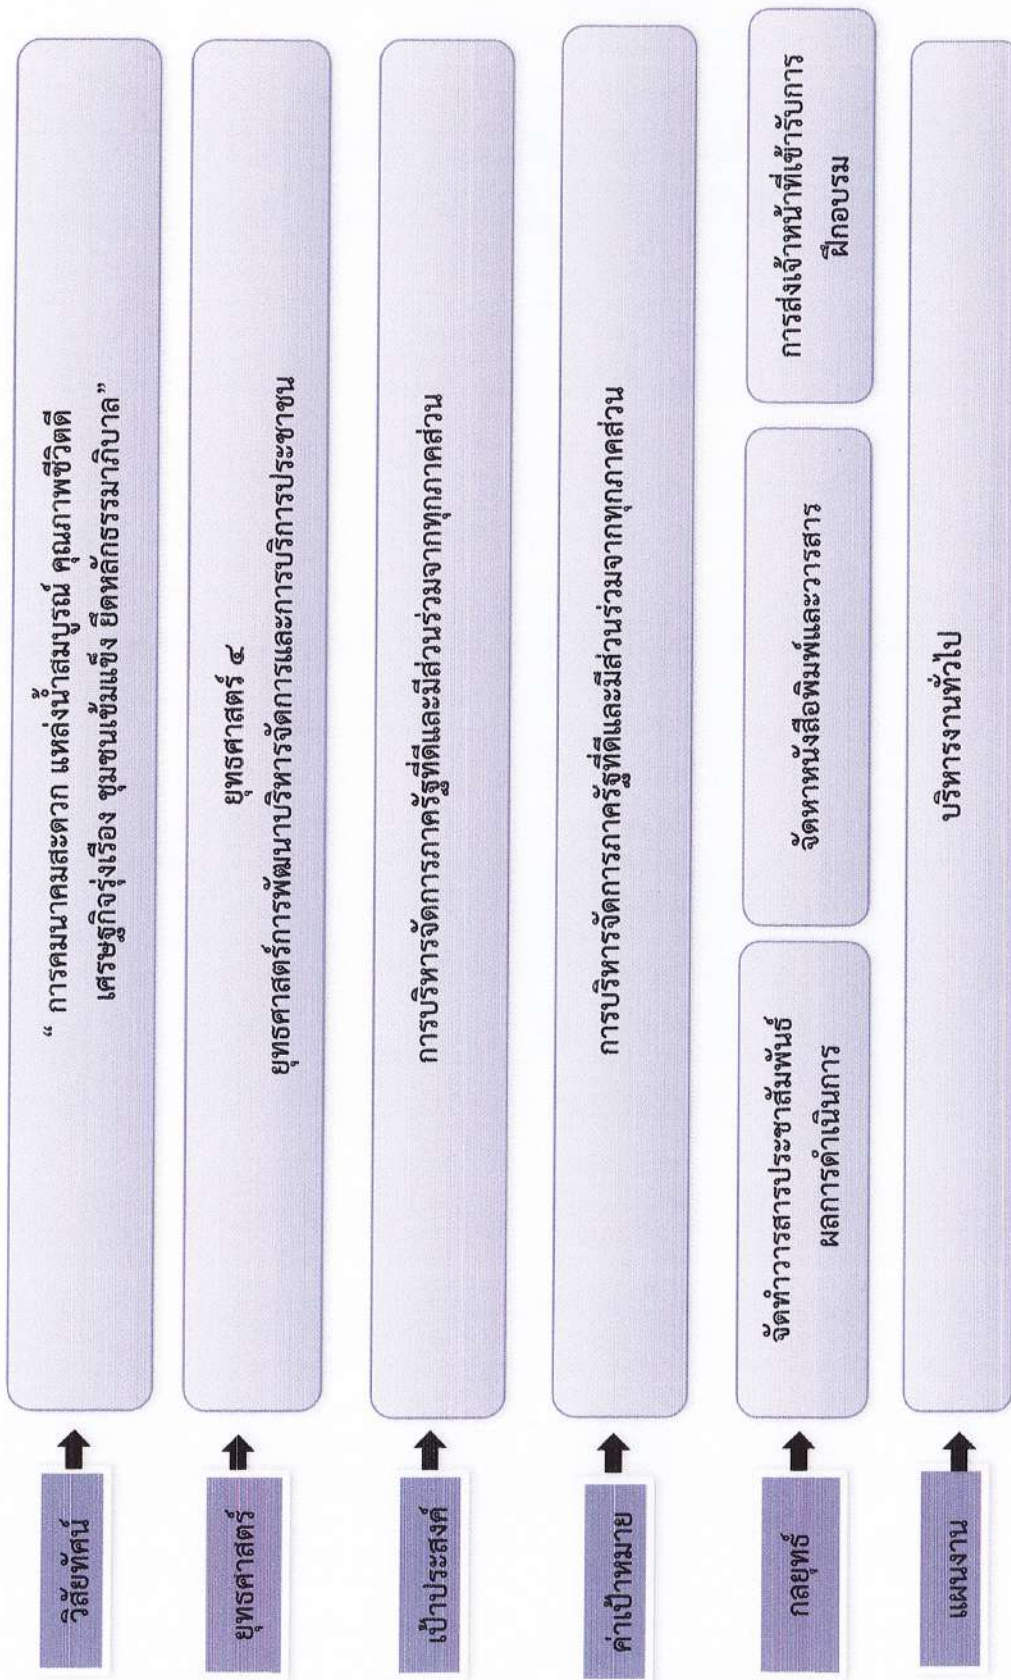 วิสัยทัศน์
“ การคมนาคมสะดวก แหล่งน้ำสมบูรณ์ คุณภาพชีวิตดี
เศรษฐกิจรุ่งเรือง ชุมชนเข้มแข็ง ยึดหลักธรรมาภิบาล”
ยุทธศาสตร์
ยุทธศาสตร์ ๔
ยุทธศาสตร์การพัฒนาบริหารจัดการและการบริการประชาชน
เป้าประสงค์
การบริหารจัดการภาครัฐที่ดีและมีส่วนร่วมจากทุกภาคส่วน
ค่าเป้าหมาย
การบริหารจัดการภาครัฐที่ดีและมีส่วนร่วมจากทุกภาคส่วน
กลยุทธ์
จัดทำวารสารประชาสัมพันธ์
ผลการดำเนินการ
จัดหาหนังสือพิมพ์และวารสาร
การส่งเจ้าหน้าที่เข้ารับการ
ฝึกอบรม
แผนงาน
บริหารงานทั่วไป